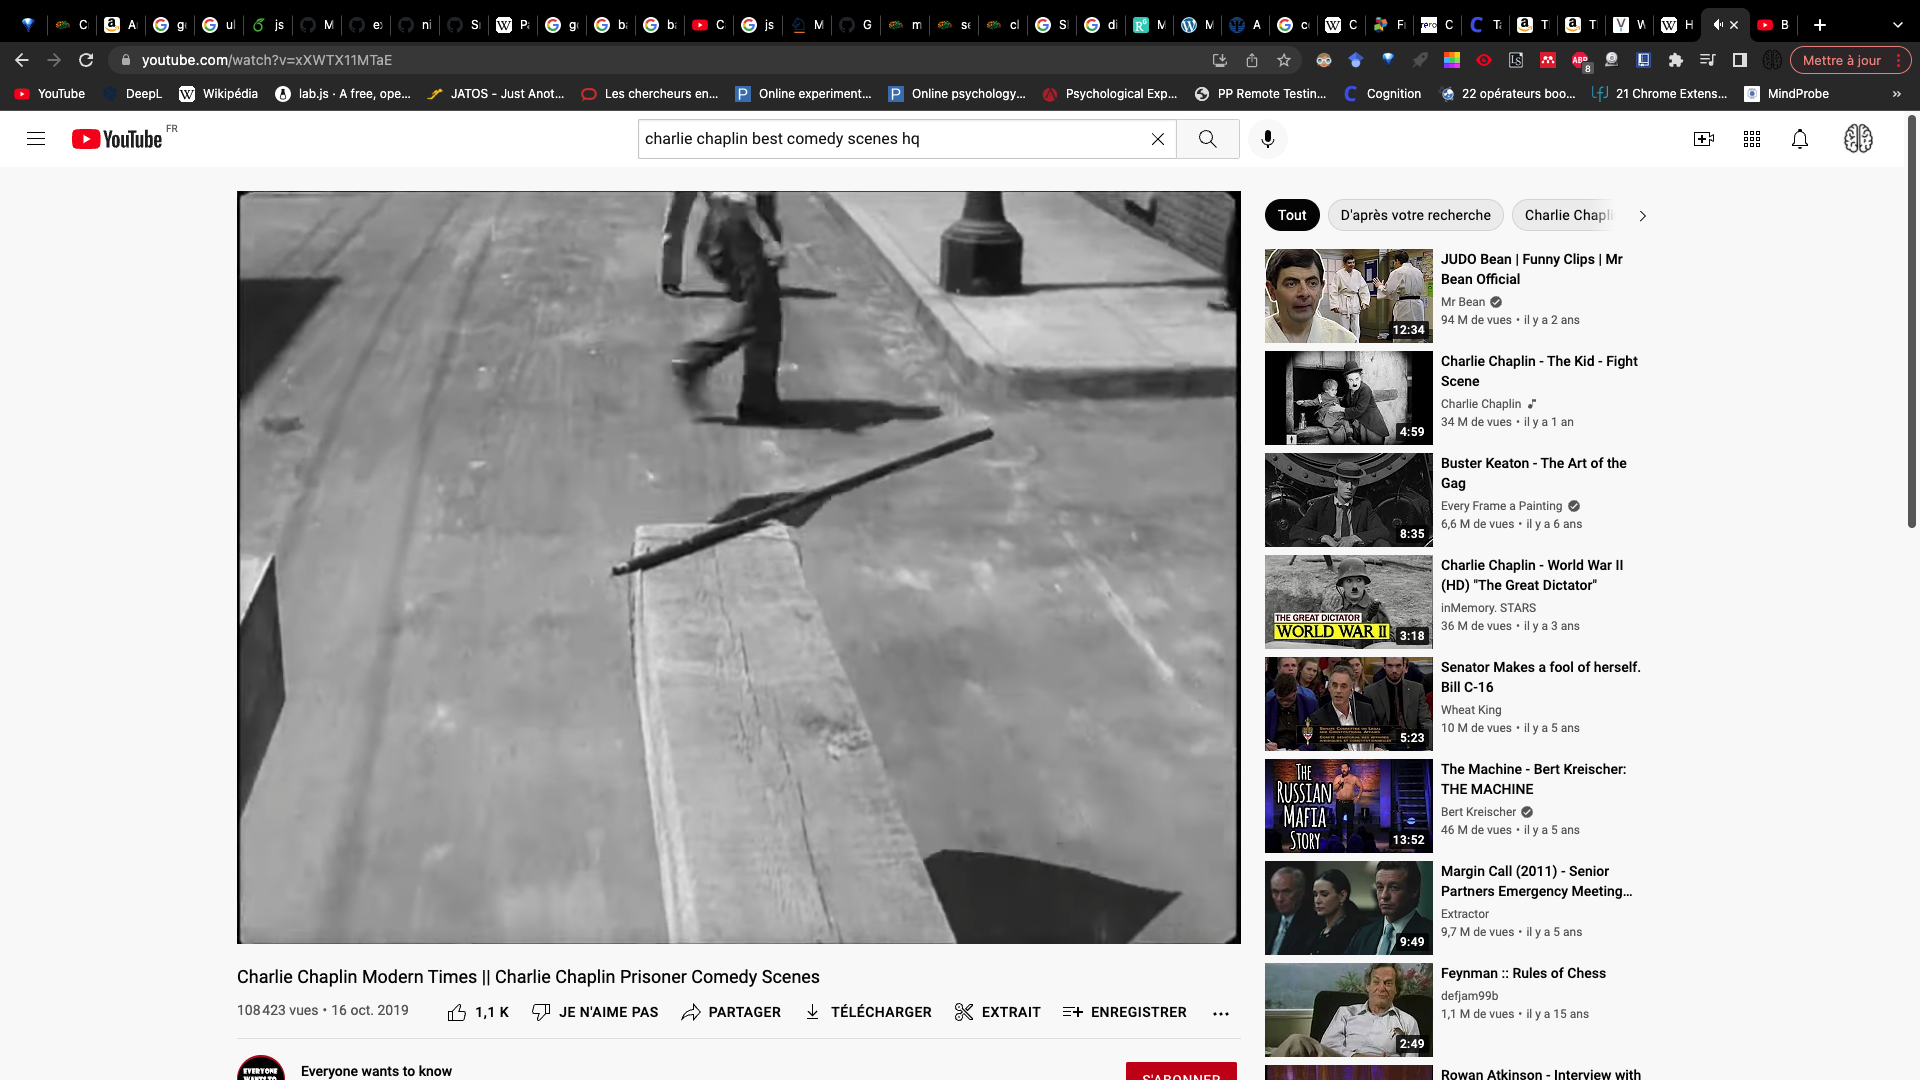 C
A
g
ul
js
M
e
ni
S
P
g
b
b
C
js
M
G
m
s
cl
S
di
M
M
A
c
C
F
C
T
T
T
V
H
B
youtube.com/watch?v=xXWTX11MTaE
Mettre à jour
YouTube
DeepL
Wikipédia
lab.js · A free, ope...
JATOS - Just Anot...
Les chercheurs en...
Online experiment...
Online psychology...
Psychological Exp...
PP Remote Testin...
Cognition
22 opérateurs boo...
21 Chrome Extens...
MindProbe
YouTube FR
charlie chaplin best comedy scenes hq
Charlie Chaplin Modern Times || Charlie Chaplin Prisoner Comedy Scenes
108 423 vues • 16 oct. 2019
1,1 K
JE N'AIME PAS
PARTAGER
TÉLÉCHARGER
EXTRAIT
ENREGISTRER
Everyone wants to know
S'ABONNER
Tout
D'après votre recherche
Charlie Chapli
12:34
JUDO Bean | Funny Clips | Mr
Bean Official
Mr Bean
94 M de vues • il y a 2 ans
4:59
Charlie Chaplin - The Kid - Fight
Scene
Charlie Chaplin
34 M de vues • il y a 1 an
8:35
Buster Keaton - The Art of the
Gag
Every Frame a Painting
6,6 M de vues • il y a 6 ans
THE GREAT DICTATOR
WORLD WAR II
3:18
Charlie Chaplin - World War II
(HD) "The Great Dictator"
inMemory. STARS
36 M de vues • il y a 3 ans
5:23
Senator Makes a fool of herself.
Bill C-16
Wheat King
10 M de vues • il y a 5 ans
THE
RUSSIAN
MAFIA
STORY
13:52
The Machine - Bert Kreischer:
THE MACHINE
Bert Kreischer
46 M de vues • il y a 5 ans
9:49
Margin Call (2011) - Senior
Partners Emergency Meeting...
Extractor
9,7 M de vues • il y a 5 ans
2:49
Feynman :: Rules of Chess
defjam99b
1,1 M de vues • il y a 15 ans
Rowan Atkinson - Interview with